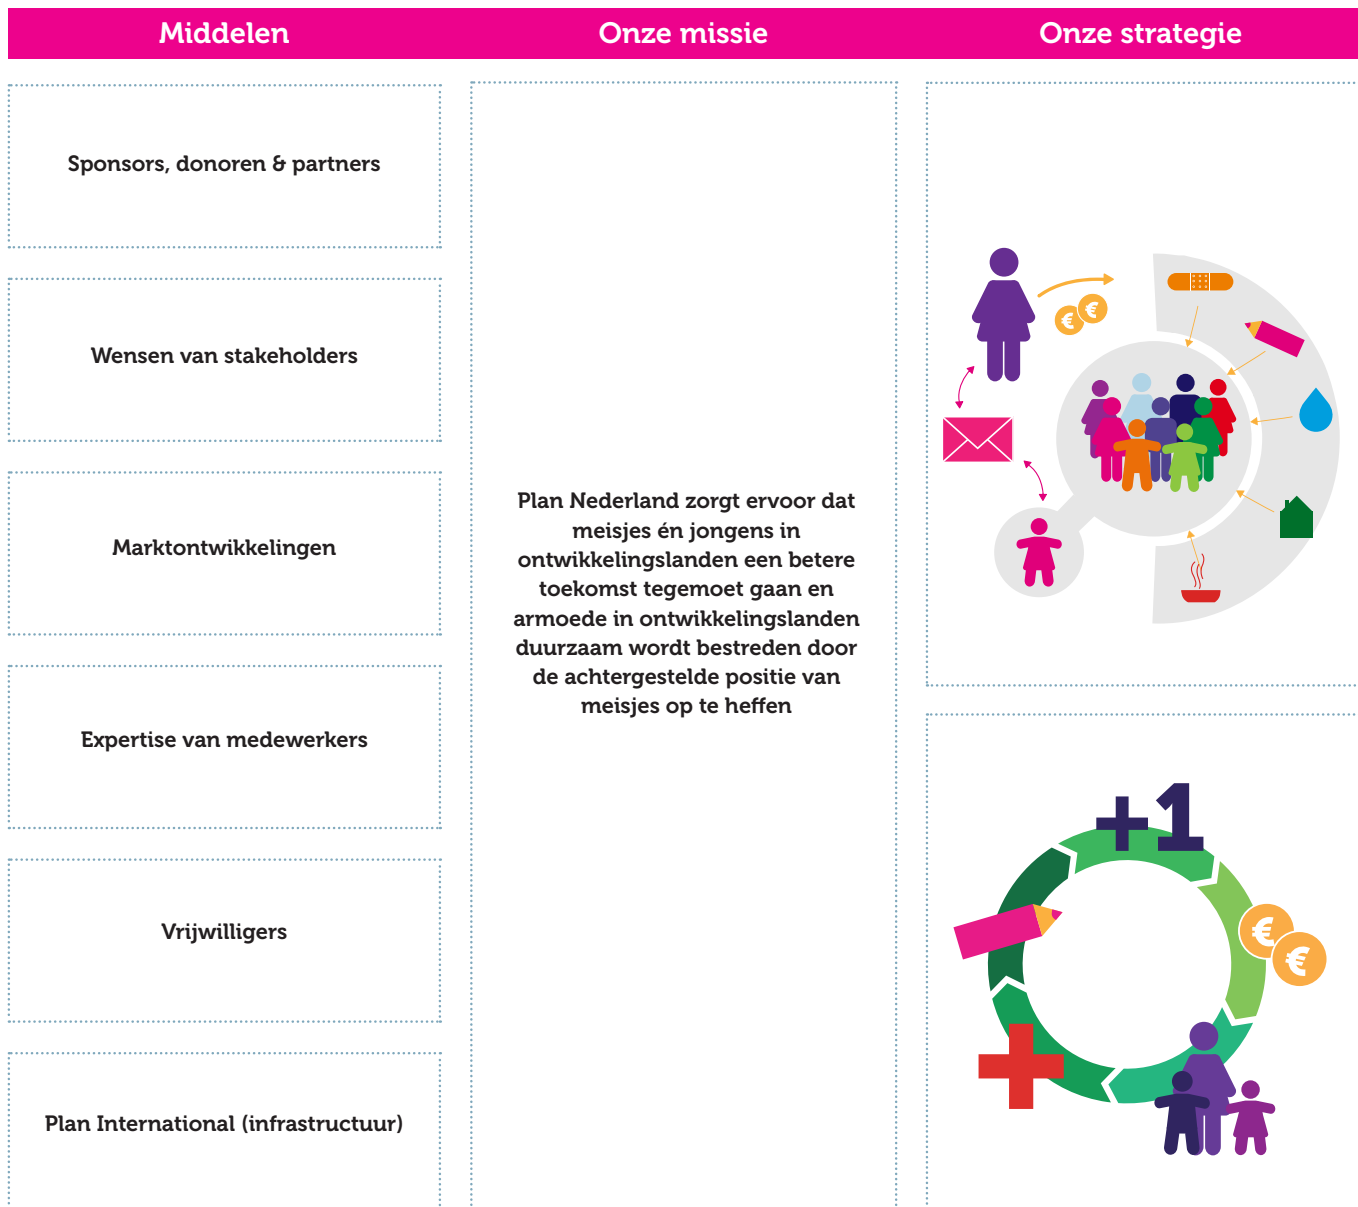 Middelen
Onze missie
Onze strategie
Sponsors, donoren & partners
Wensen van stakeholders
Marktontwikkelingen
Expertise van medewerkers
Vrijwilligers
Plan International (infrastructuur)
Plan Nederland zorgt ervoor dat
meisjes én jongens in
ontwikkelingslanden een betere
toekomst tegemoet gaan en
armoede in ontwikkelingslanden
duurzaam wordt bestreden door
de achtergestelde positie van
meisjes op te heffen
€ €
+1
€
€